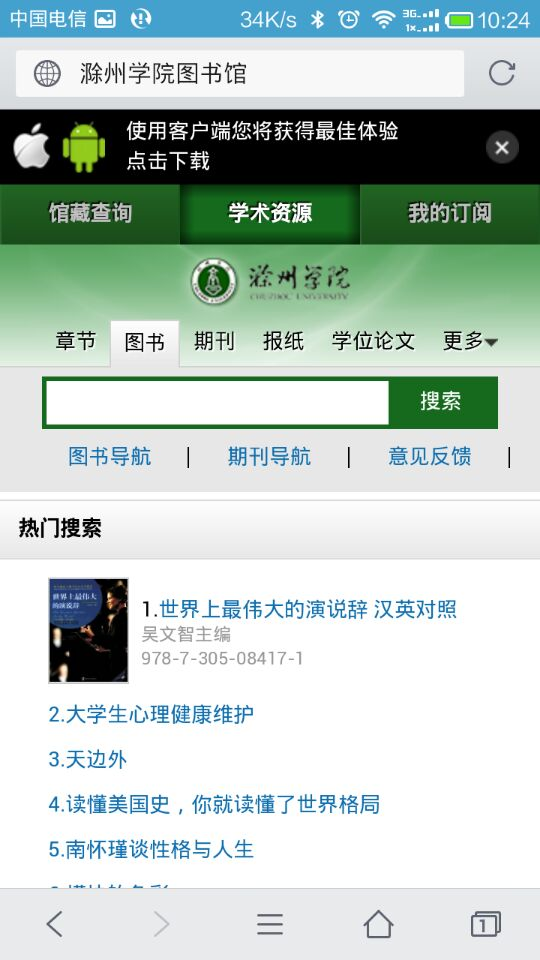 中国电信 34K/s 3G 1x 10:24
滁州学院图书馆
使用客户端您将获得最佳体验
点击下载
馆藏查询 学术资源 我的订阅
滁州学院
CHUZHOU UNIVERSITY
章节 图书 期刊 报纸 学位论文 更多
搜索
图书导航 | 期刊导航 | 意见反馈 |
热门搜索
世界上最伟大
的演说辞
1.世界上最伟大的演说辞 汉英对照
吴文智主编
978-7-305-08417-1
2.大学生心理健康维护
3.天边外
4.读懂美国史，你就读懂了世界格局
5.南怀瑾谈性格与人生
1